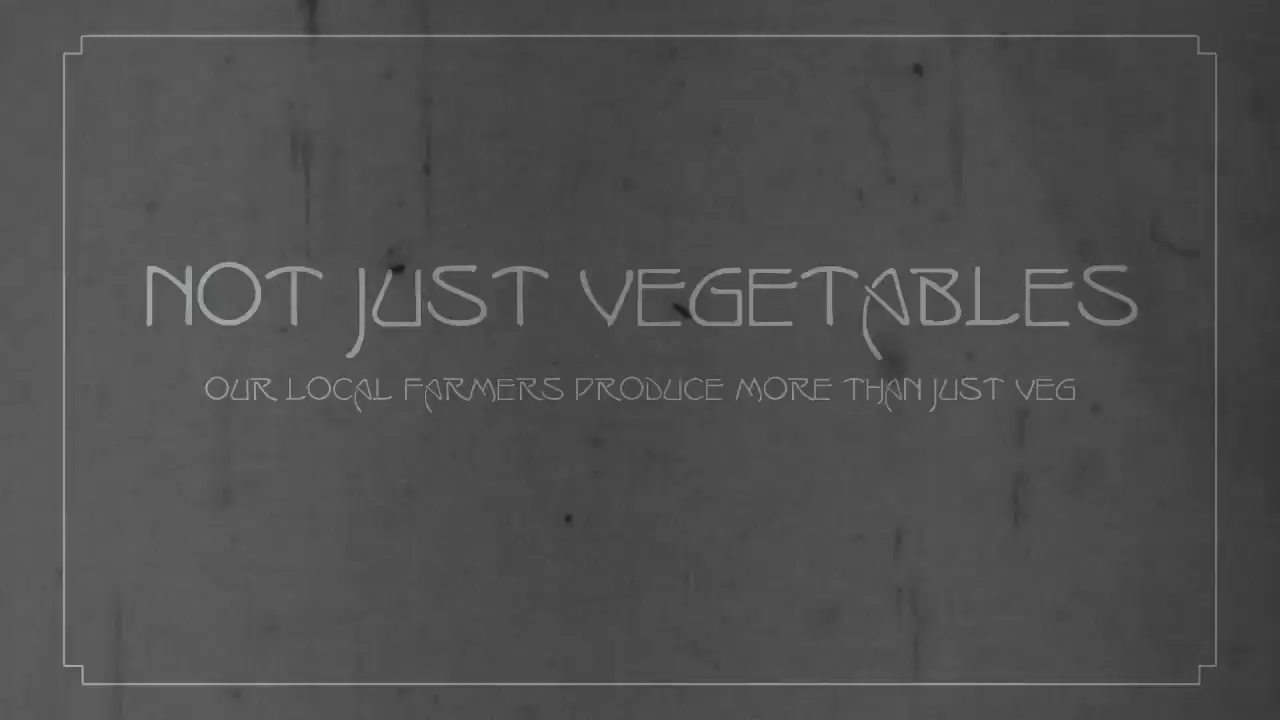 NOT JUST VEGETABLES
OUR LOCAL FARMERS PRODUCE MORE THAN JUST VEG